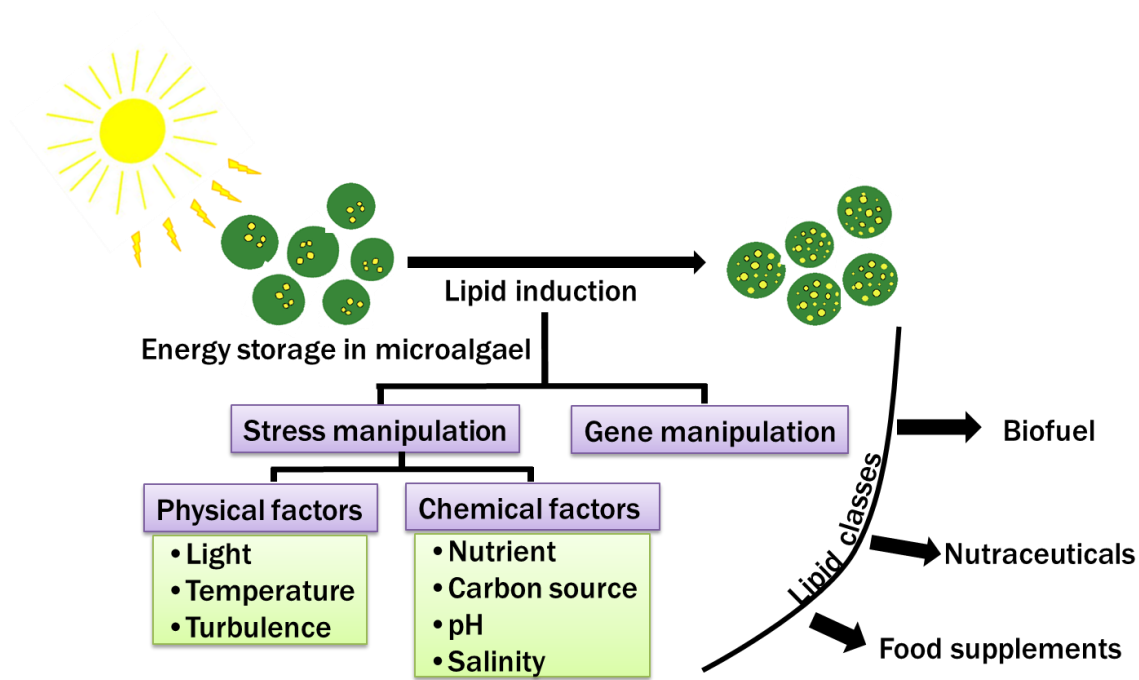 Lipid induction
Energy storage in microalgael
Stress manipulation
Gene manipulation
Physical factors
• Light
• Temperature
• Turbulence
Chemical factors
• Nutrient
• Carbon source
• pH
• Salinity
Lipid classes
Biofuel
Nutraceuticals
Food supplements